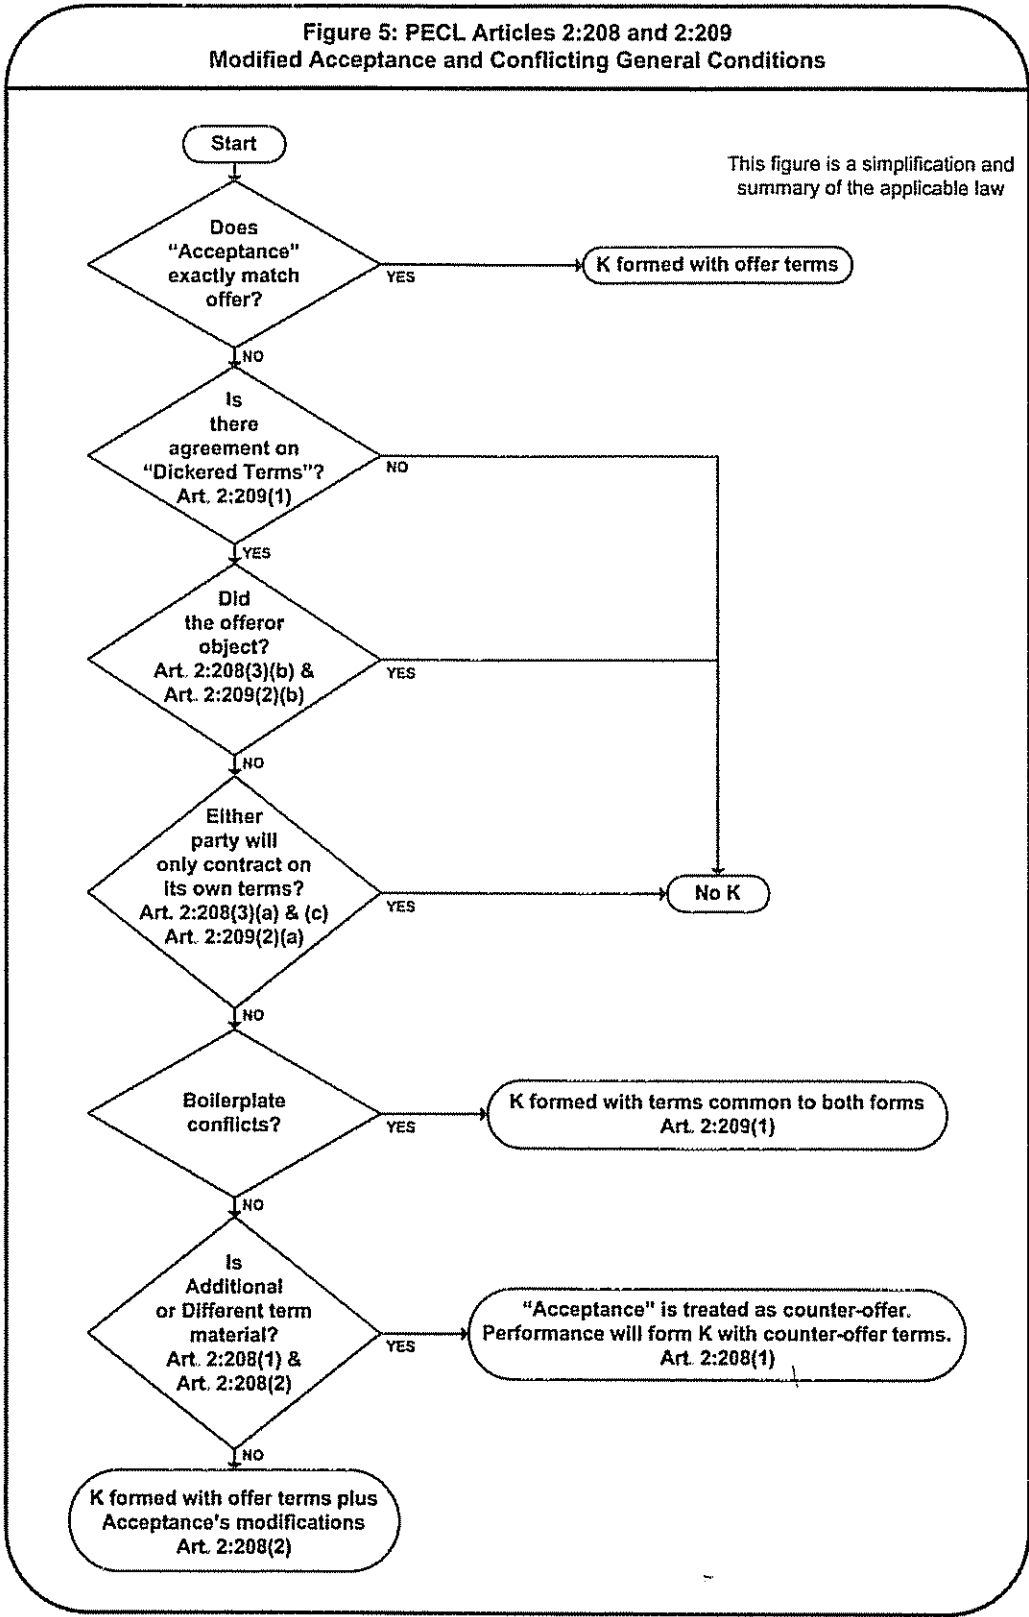 Figure 5: PECL Articles 2:208 and 2:209
Modified Acceptance and Conflicting General Conditions
Start
This figure is a simplification and
summary of the applicable law
Does
“Acceptance”
exactly match
offer?
YES
K formed with offer terms
NO
Is
there
agreement on
“Dickered Terms”?
Art. 2:209(1)
NO
YES
Did
the offeror
object?
Art. 2:208(3)(b) &
Art. 2:209(2)(b)
YES
NO
Either
party will
only contract on
its own terms?
Art. 2:208(3)(a) & (c)
Art. 2:209(2)(a)
YES
No K
NO
Boilerplate
conflicts?
YES
K formed with terms common to both forms
Art. 2:209(1)
NO
Is
Additional
or Different term
material?
Art. 2:208(1) &
Art. 2:208(2)
YES
“Acceptance” is treated as counter-offer.
Performance will form K with counter-offer terms.
Art. 2:208(1)
NO
K formed with offer terms plus
Acceptance's modifications
Art. 2:208(2)